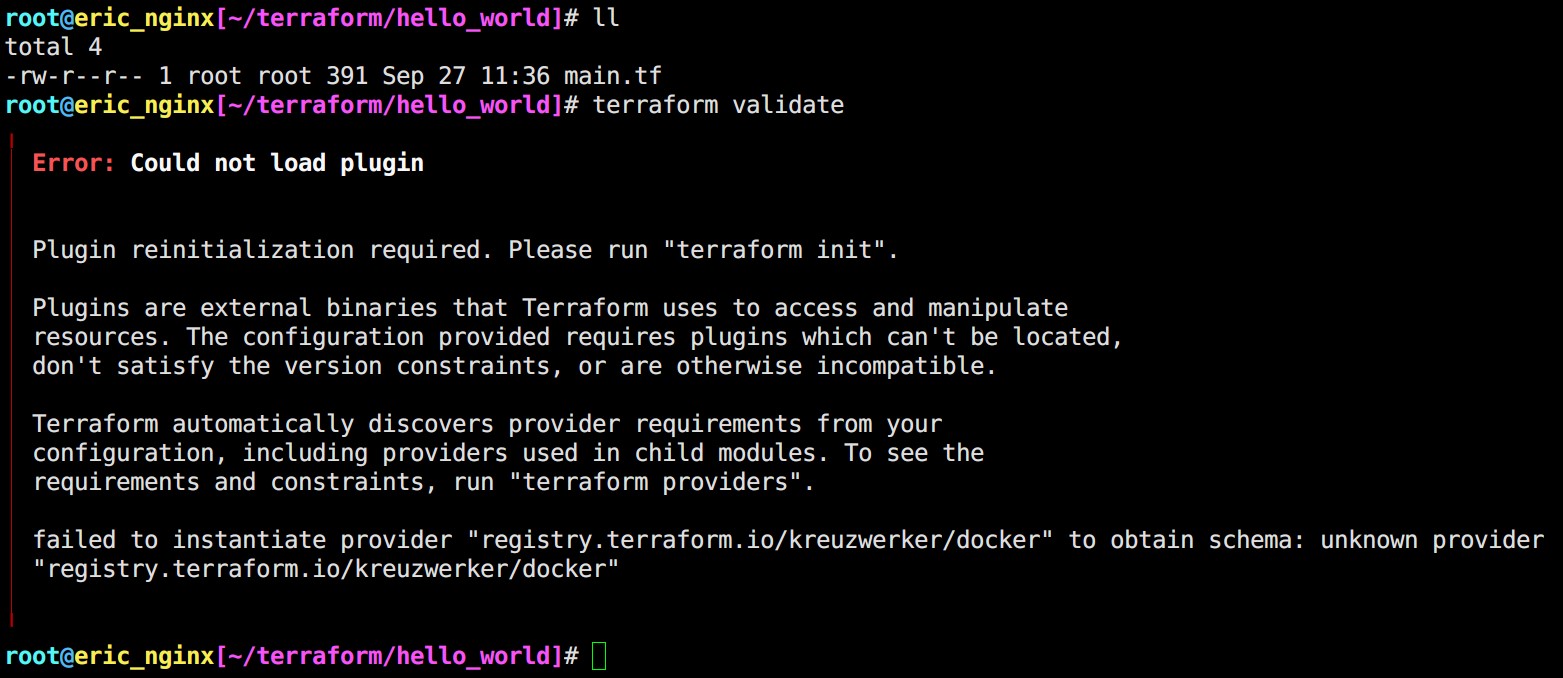 root@eric_nginx[~/terraform/hello_world]# ll
total 4
-rw-r--r-- 1 root root 391 Sep 27 11:36 main.tf
root@eric_nginx[~/terraform/hello_world]# terraform validate
Error: Could not load plugin
Plugin reinitialization required. Please run "terraform init".
Plugins are external binaries that Terraform uses to access and manipulate
resources. The configuration provided requires plugins which can't be located,
don't satisfy the version constraints, or are otherwise incompatible.
Terraform automatically discovers provider requirements from your
configuration, including providers used in child modules. To see the
requirements and constraints, run "terraform providers".
failed to instantiate provider "registry.terraform.io/kreuzwerker/docker" to obtain schema: unknown provider
"registry.terraform.io/kreuzwerker/docker"
root@eric_nginx[~/terraform/hello_world]#